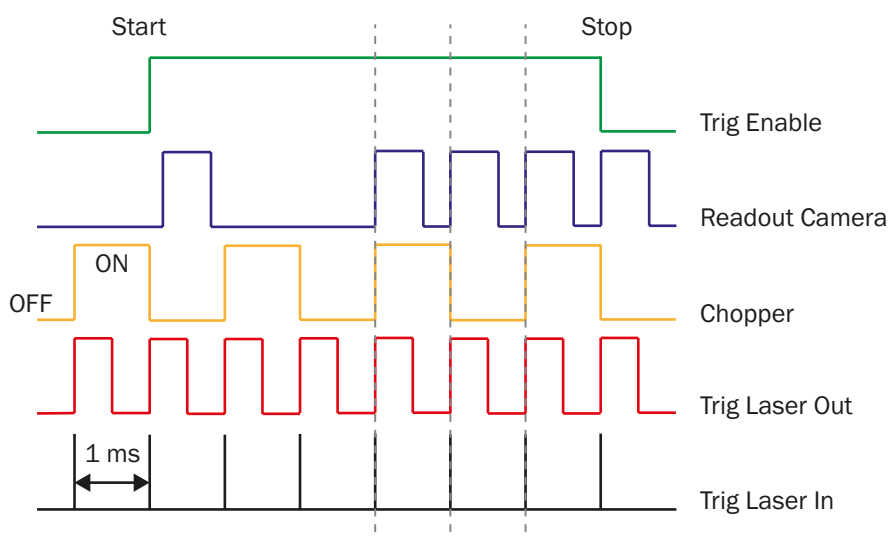 Start
Stop
Trig Enable
Readout Camera
ON
OFF
Chopper
Trig Laser Out
1 ms
Trig Laser In